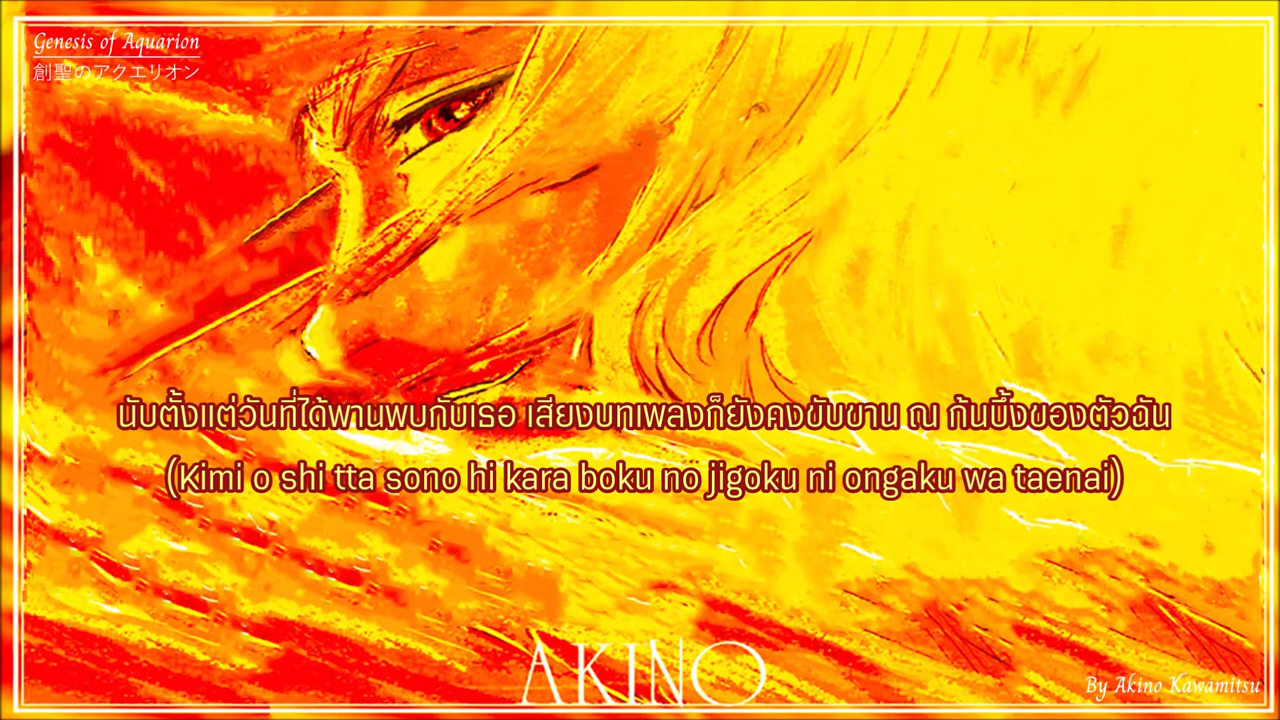 Genesis of Aquarion
創聖のアクエリオン
นับตั้งแต่วันที่ได้พานพบกับเธอ เสียงบทเพลงก็ยังคงขับขาน ณ ก้นบึ้งของตัวฉัน
(Kimi o shi tta sono hi kara boku no jigoku ni ongaku wa taenai)
AKINO
By Akino Kawamitsu